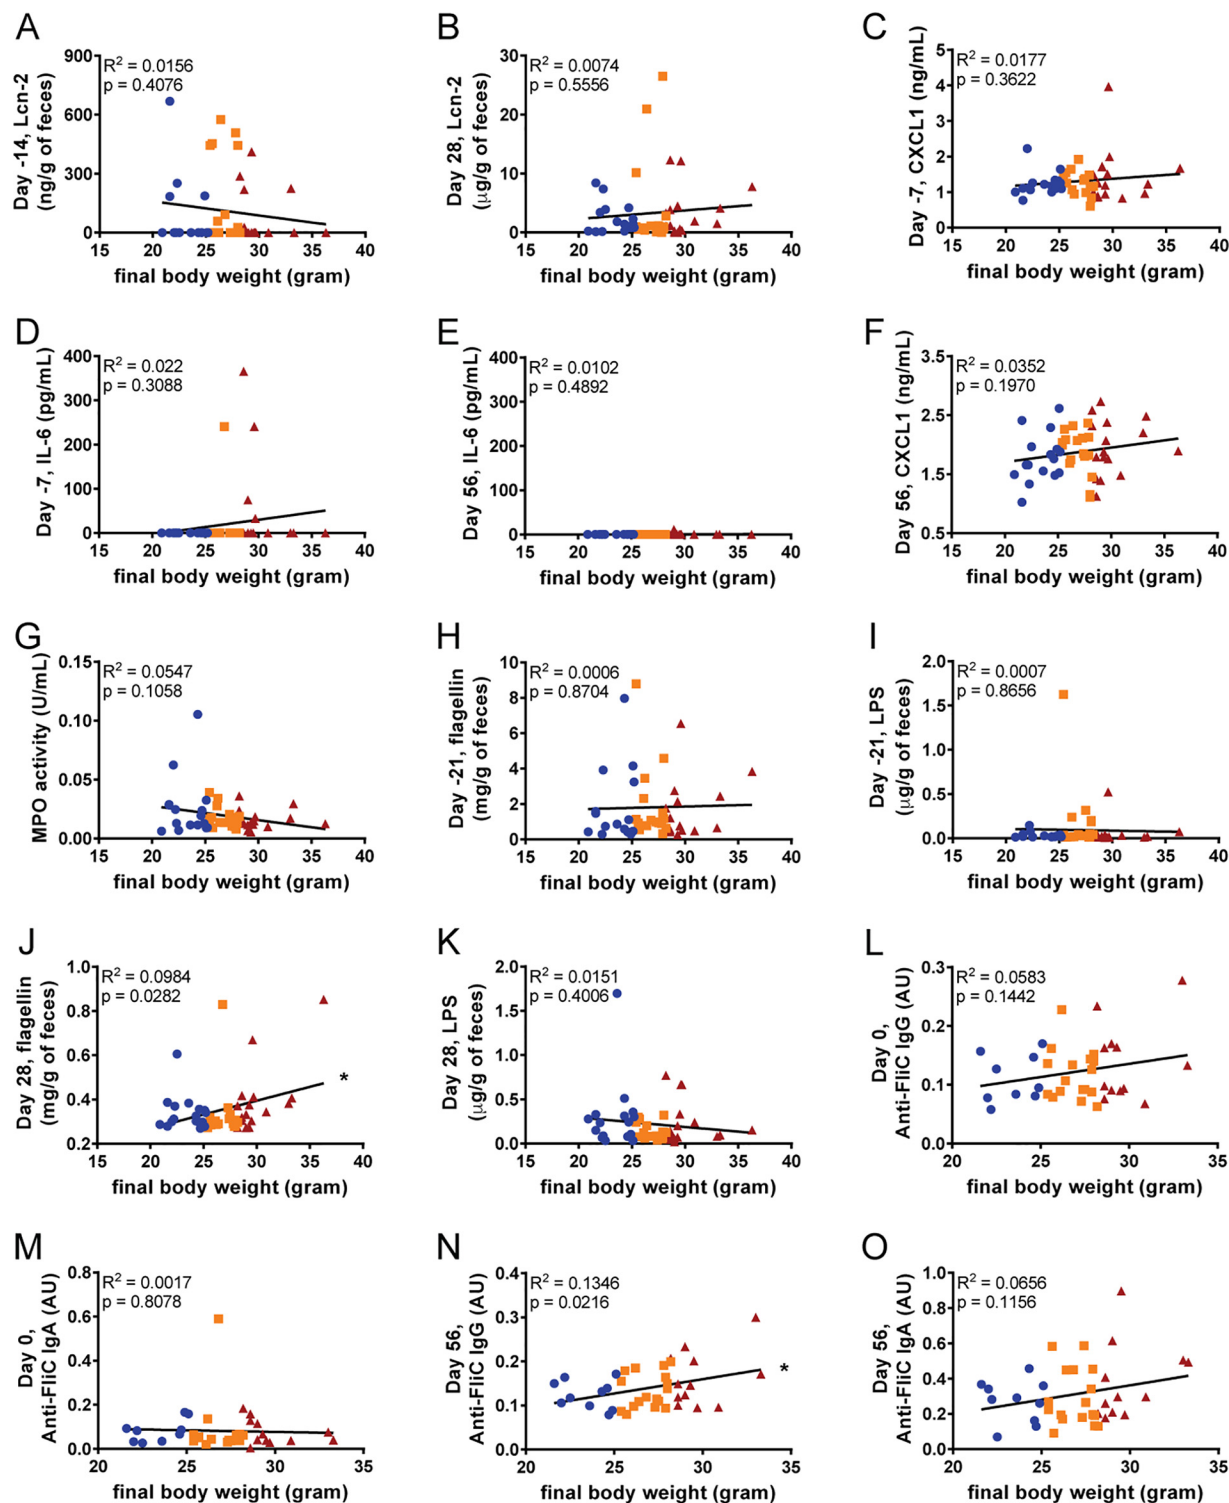 A
Day -14, Lcn-2
(ng/g of feces)
900
600
300
0
R² = 0.0156
p = 0.4076
15 20 25 30 35 40
final body weight (gram)
B
Day 28, Lcn-2
(μg/g of feces)
30
20
10
0
R² = 0.0074
p = 0.5556
15 20 25 30 35 40
final body weight (gram)
C
Day -7, CXCL1 (ng/mL)
5
4
3
2
1
0
R² = 0.0177
p = 0.3622
15 20 25 30 35 40
final body weight (gram)
D
Day -7, IL-6 (pg/mL)
400
300
200
100
0
R² = 0.022
p = 0.3088
15 20 25 30 35 40
final body weight (gram)
E
Day 56, IL-6 (pg/mL)
400
300
200
100
0
R² = 0.0102
p = 0.4892
15 20 25 30 35 40
final body weight (gram)
F
Day 56, CXCL1 (ng/mL)
3.5
2.5
1.5
0.5
R² = 0.0352
p = 0.1970
15 20 25 30 35 40
final body weight (gram)
G
MPO activity (U/mL)
0.15
0.10
0.05
0.00
R² = 0.0547
p = 0.1058
15 20 25 30 35 40
final body weight (gram)
H
Day -21, flagellin
(mg/g of feces)
10
8
6
4
2
0
R² = 0.0006
p = 0.8704
15 20 25 30 35 40
final body weight (gram)
I
Day -21, LPS
(μg/g of feces)
2.0
1.5
1.0
0.5
0.0
R² = 0.0007
p = 0.8656
15 20 25 30 35 40
final body weight (gram)
J
Day 28, flagellin
(mg/g of feces)
1.0
0.8
0.6
0.4
0.2
R² = 0.0984
p = 0.0282
*
15 20 25 30 35 40
final body weight (gram)
K
Day 28, LPS
(μg/g of feces)
2.0
1.5
1.0
0.5
0.0
R² = 0.0151
p = 0.4006
15 20 25 30 35 40
final body weight (gram)
L
Day 0,
Anti-FliC IgG (AU)
0.3
0.2
0.1
0.0
R² = 0.0583
p = 0.1442
20 25 30 35
final body weight (gram)
M
Day 0,
Anti-FliC IgA (AU)
0.8
0.6
0.4
0.2
0.0
R² = 0.0017
p = 0.8078
20 25 30 35
final body weight (gram)
N
Day 56,
Anti-FliC IgG (AU)
0.4
0.3
0.2
0.1
0.0
R² = 0.1346
p = 0.0216
*
20 25 30 35
final body weight (gram)
O
Day 56,
Anti-FliC IgA (AU)
1.0
0.8
0.6
0.4
0.2
0.0
R² = 0.0656
p = 0.1156
20 25 30 35
final body weight (gram)